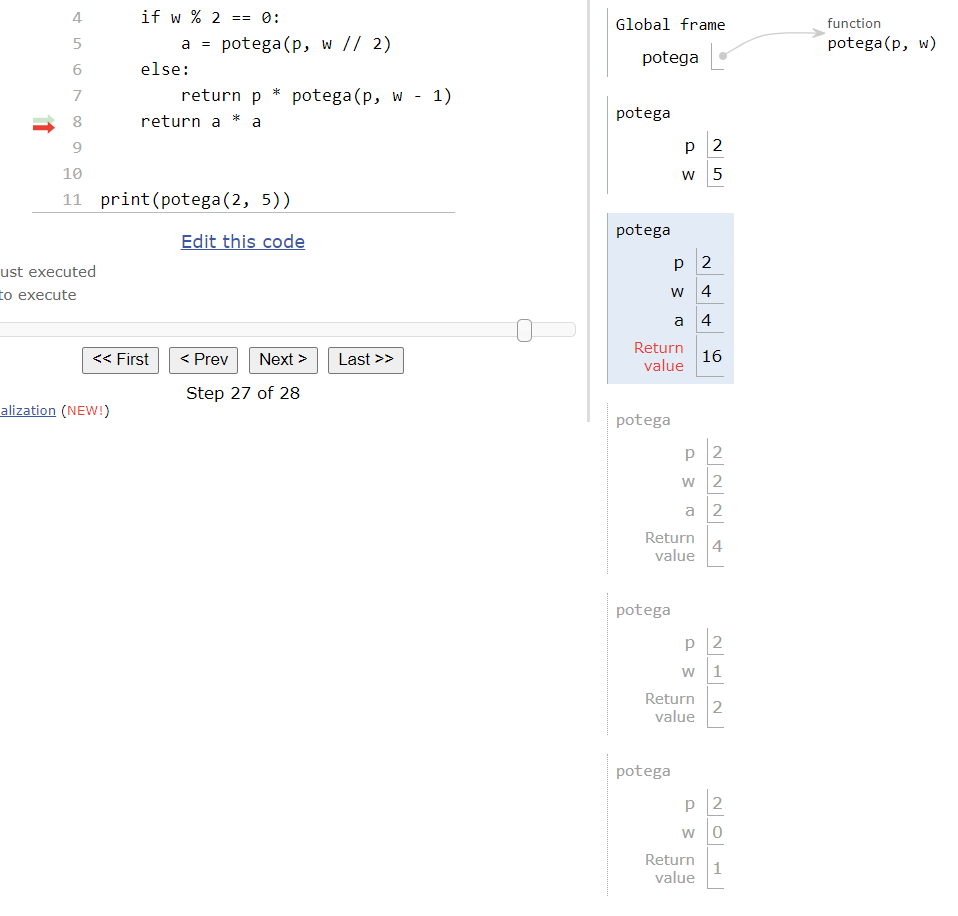 4 if w % 2 == 0:
5 a = potega(p, w // 2)
6 else:
7 return p * potega(p, w - 1)
8 return a * a
9
10
11 print(potega(2, 5))
Edit this code
ust executed
to execute
<< First < Prev Next > Last >>
Step 27 of 28
alization (NEW!)
Global frame
potega
function
potega(p, w)
potega
p 2
w 5
potega
p 2
w 4
a 4
Return
value 16
potega
p 2
w 2
a 2
Return
value 4
potega
p 2
w 1
Return
value 2
potega
p 2
w 0
Return
value 1